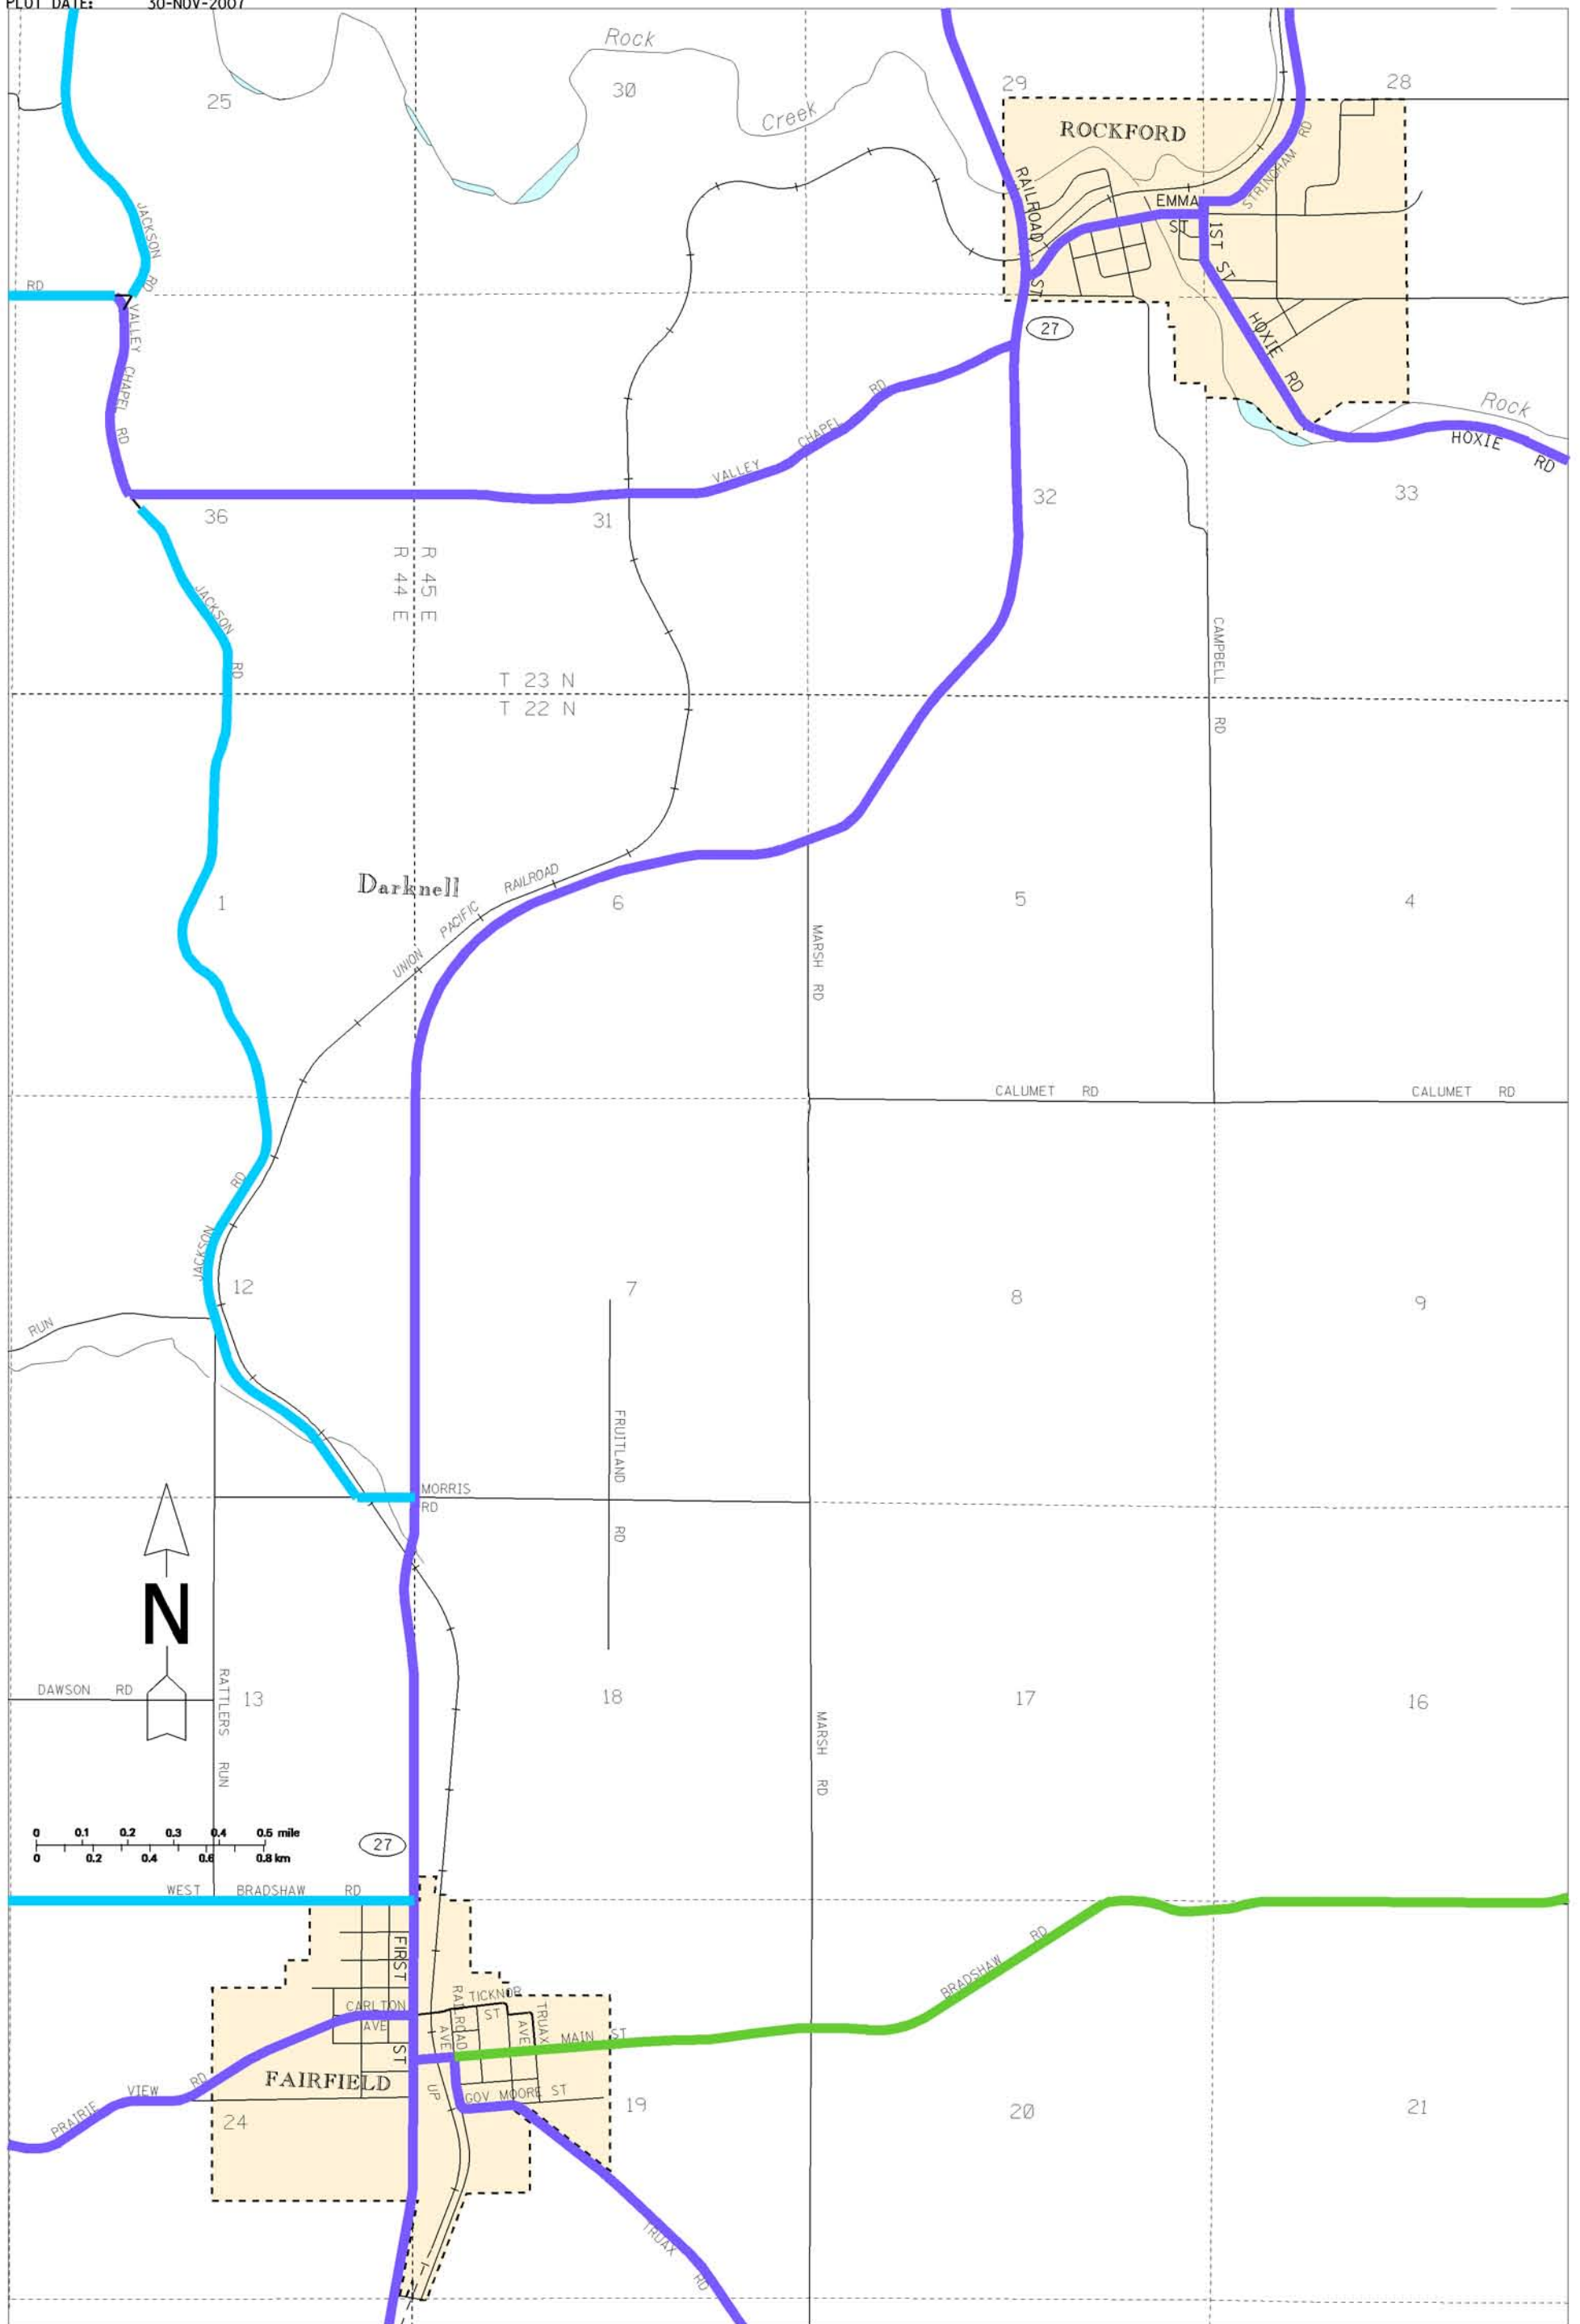 PLOT DATE: 30-NOV-2007
Rock
25
30
29
28
Creek
ROCKFORD
STRINGHAM RD
RAILROAD
EMMA
ST
JACKSON
RD
1ST ST
RD
ST
VALLEY CHAPEL RD
27
HOXIE
RD
RD
CHAPEL
VALLEY
Rock
HOXIE
RD
36
31
32
33
R 44 E
R 45 E
JACKSON
RD
CAMPBELL
RD
T 23 N
T 22 N
Darknell
RAILROAD
PACIFIC
UNION
1
6
5
4
MARSH RD
CALUMET RD
CALUMET RD
RD
JACKSON
12
7
8
9
RUN
FRUITLAND
RD
MORRIS
RD
N
DAWSON RD
RATTLERS
RUN
13
18
17
16
MARSH
RD
0 0.1 0.2 0.3 0.4 0.5 mile
0 0.2 0.4 0.6 0.8 km
27
WEST BRADSHAW RD
BRADSHAW RD
FIRST
ST
CARLTON
AVE
RAILROAD
AVE
TICKNOR
ST
TRUAX
AVE
MAIN ST
FAIRFIELD
UP
GOV MOORE ST
PRAIRIE VIEW RD
24
19
20
21
TRUAX
RD